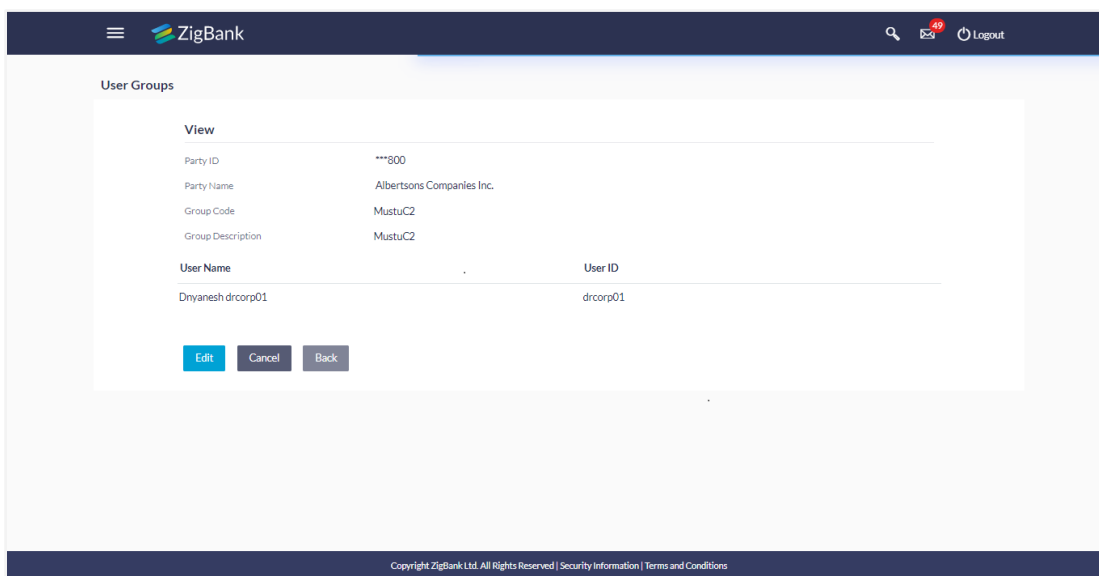 ZigBank 49 Logout
User Groups
View
Party ID ***800
Party Name Albertsons Companies Inc.
Group Code MustuC2
Group Description MustuC2
User Name User ID
Dnyanesh drcorp01 drcorp01
Edit Cancel Back
Copyright ZigBank Ltd. All Rights Reserved | Security Information | Terms and Conditions